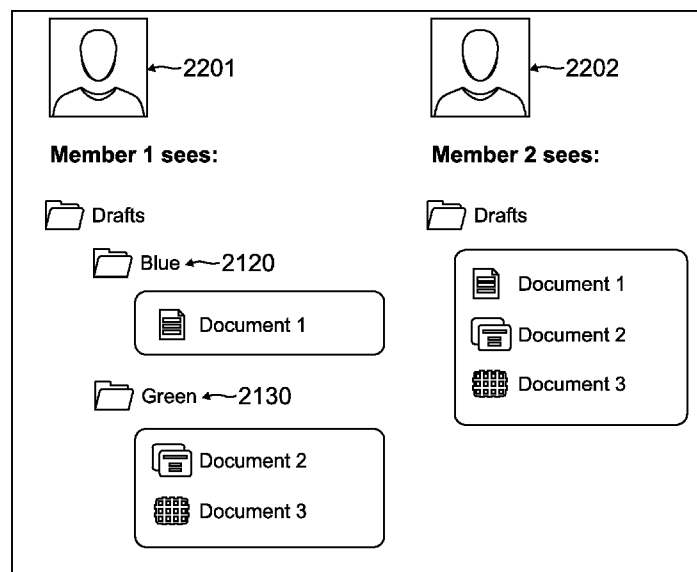 2201
Member 1 sees:
Drafts
Blue 2120
Document 1
Green 2130
Document 2
Document 3
2202
Member 2 sees:
Drafts
Document 1
Document 2
Document 3